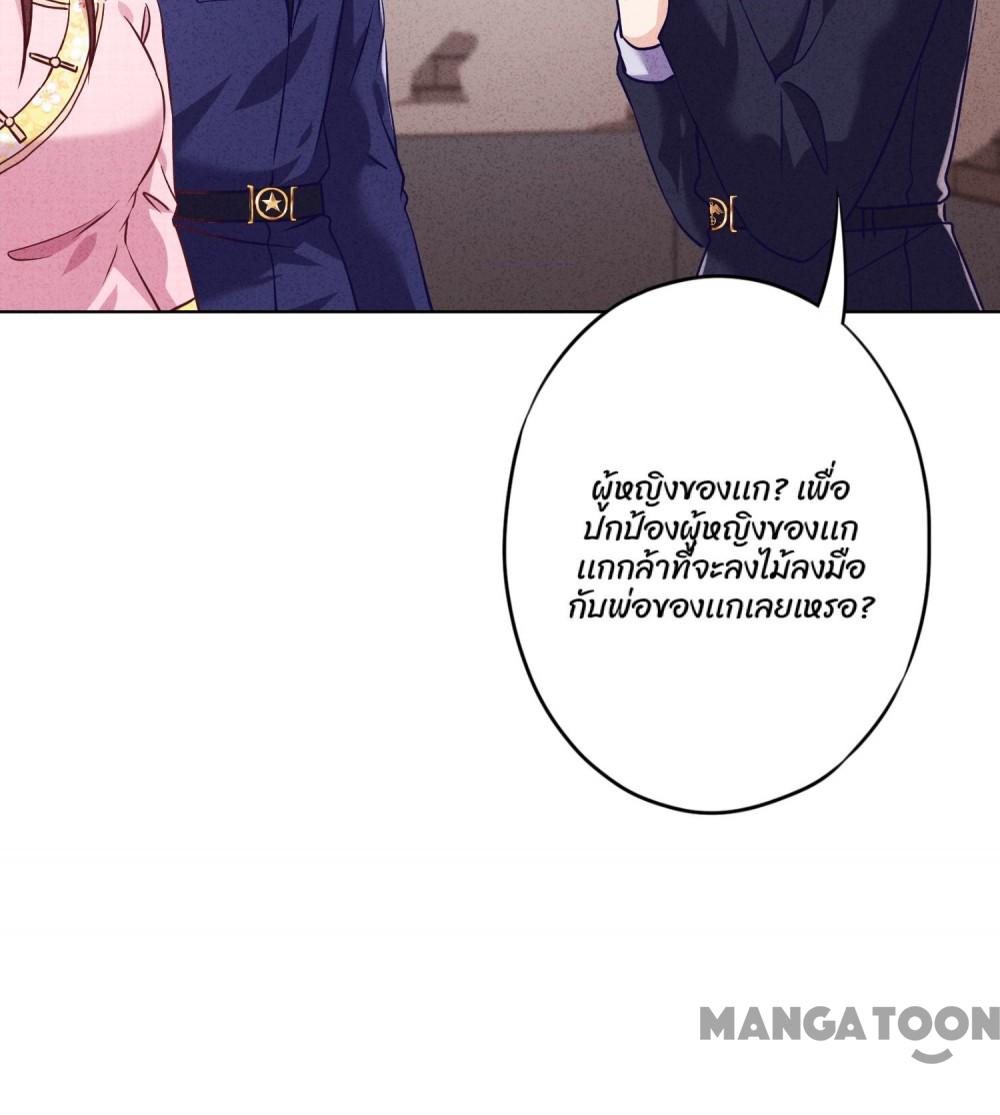 ผู้หญิงของแก? เพื่อ
ปกป้องผู้หญิงของแก
แกกล้าที่จะลงไม้ลงมือ
กับพ่อของแกเลยเหรอ?
MANGATOON